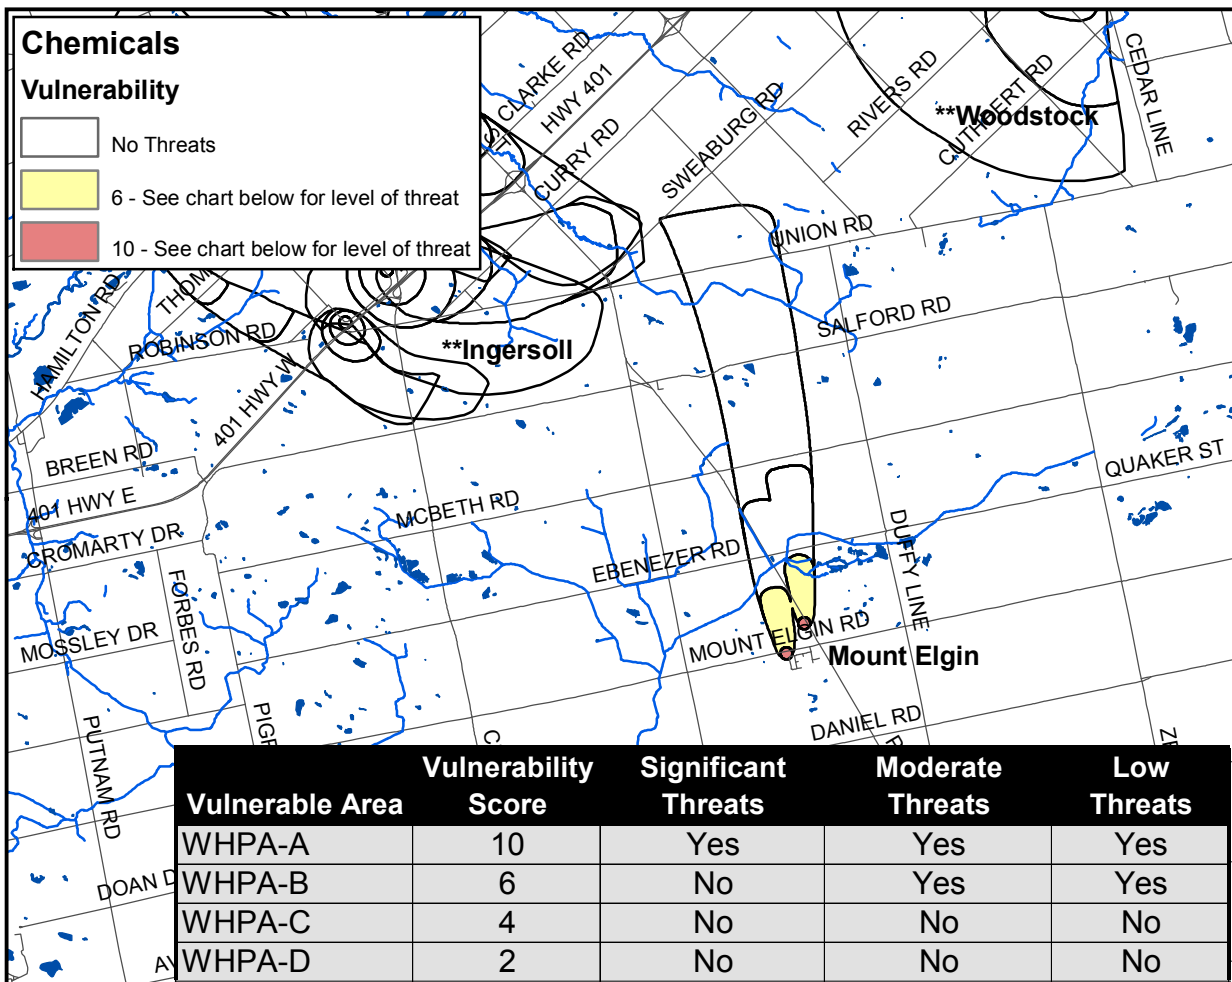 Chemicals
Vulnerability
No Threats
6 - See chart below for level of threat
10 - See chart below for level of threat
CLARKE RD
HWY 401
CURRY RD
SWEABURG RD
RIVERS RD
CUTHBERT RD
CEDAR LINE
**Woodstock
UNION RD
SALFORD RD
HAMILTON RD
ROBINSON RD
**Ingersoll
401 HWY W
BREEN RD
401 HWY E
CROMARTY DR
MCBETH RD
QUAKER ST
EBENEZER RD
DUFFY LINE
FORBES RD
MOSSLEY DR
MOUNT ELGIN RD
Mount Elgin
DANIEL RD
PUTNAM RD
DOAN D
Vulnerable Area Vulnerability Score Significant Threats Moderate Threats Low Threats
WHPA-A 10 Yes Yes Yes
WHPA-B 6 No Yes Yes
WHPA-C 4 No No No
WHPA-D 2 No No No